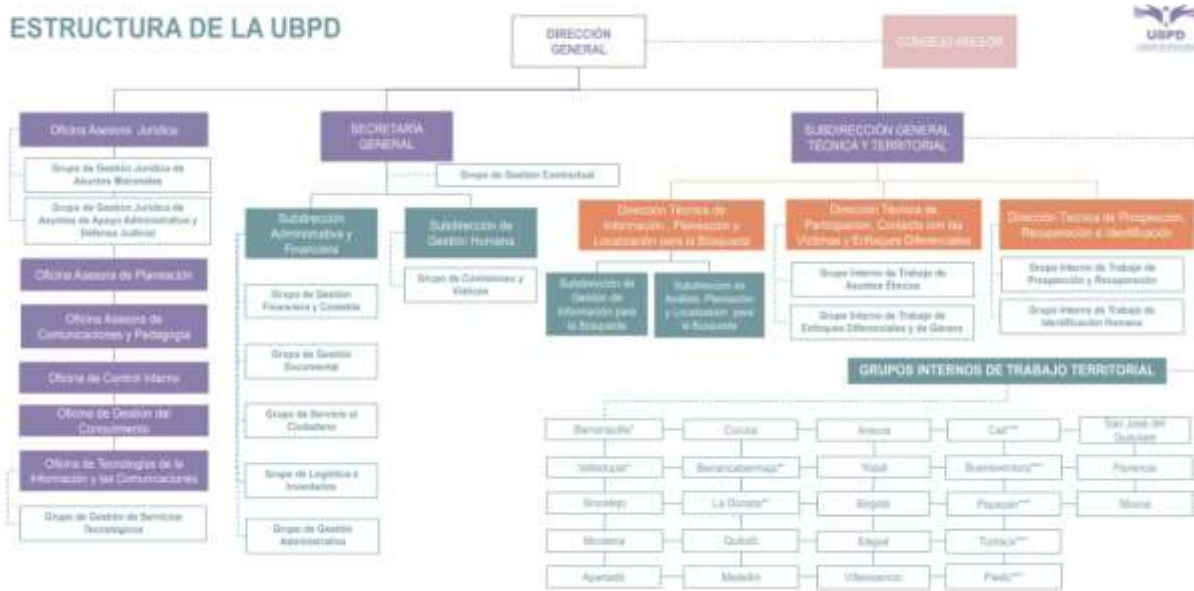 ESTRUCTURA DE LA UBPD
DIRECCIÓN
GENERAL
CONSEJO ASESOR
UBPD
Oficina Asesora Jurídica
Grupo de Gestión Jurídica de
Asuntos Misionales
Grupo de Gestión Jurídica de
Asuntos de Apoyo Administrativo y
Defensa Judicial
Oficina Asesora de Planeación
Oficina Asesora de
Comunicaciones y Pedagogía
Oficina de Control Interno
Oficina de Gestión del
Conocimiento
Oficina de Tecnologías de la
Información y las Comunicaciones
Grupo de Gestión de Servicios
Tecnológicos
SECRETARÍA
GENERAL
Grupo de Gestión Contractual
Subdirección
Administrativa y
Financiera
Grupo de Gestión
Financiera y Contable
Grupo de Gestión
Documental
Grupo de Servicio al
Ciudadano
Grupo de Logística e
Inventarios
Grupo de Gestión
Administrativa
Subdirección de
Gestión Humana
Grupo de Comisiones y
Viáticos
SUBDIRECCIÓN GENERAL
TÉCNICA Y TERRITORIAL
Dirección Técnica de
Información, Planeación y
Localización para la Búsqueda
Subdirección de
Gestión de
Información para
la Búsqueda
Subdirección de
Análisis, Planeación
y Localización para
la Búsqueda
Dirección Técnica de
Participación, Contacto con las
Víctimas y Enfoques Diferenciales
Grupo Interno de Trabajo de
Asuntos Étnicos
Grupo Interno de Trabajo de
Enfoques Diferenciales y de Género
Dirección Técnica de Prospección,
Recuperación e Identificación
Grupo Interno de Trabajo de
Prospección y Recuperación
Grupo Interno de Trabajo de
Identificación Humana
GRUPOS INTERNOS DE TRABAJO TERRITORIAL
Barranquilla*
Cúcuta
Arauca
Cali***
San José del
Guaviare
Valledupar*
Barrancabermeja**
Yopal
Buenaventura***
Florencia
Sincelejo
La Dorada**
Bogotá
Popayán***
Mocoa
Montería
Quibdó
Ibagué
Tumaco***
Apartadó
Medellín
Villavicencio
Pasto***